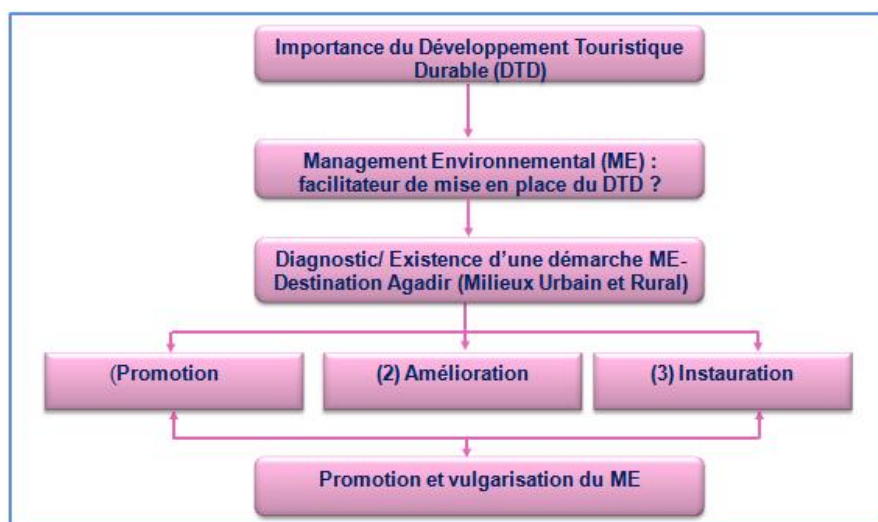 Importance du Développement Touristique
Durable (DTD)
Management Environnemental (ME) :
facilitateur de mise en place du DTD ?
Diagnostic/ Existence d’une démarche ME-
Destination Agadir (Milieux Urbain et Rural)
(Promotion
(2) Amélioration
(3) Instauration
Promotion et vulgarisation du ME